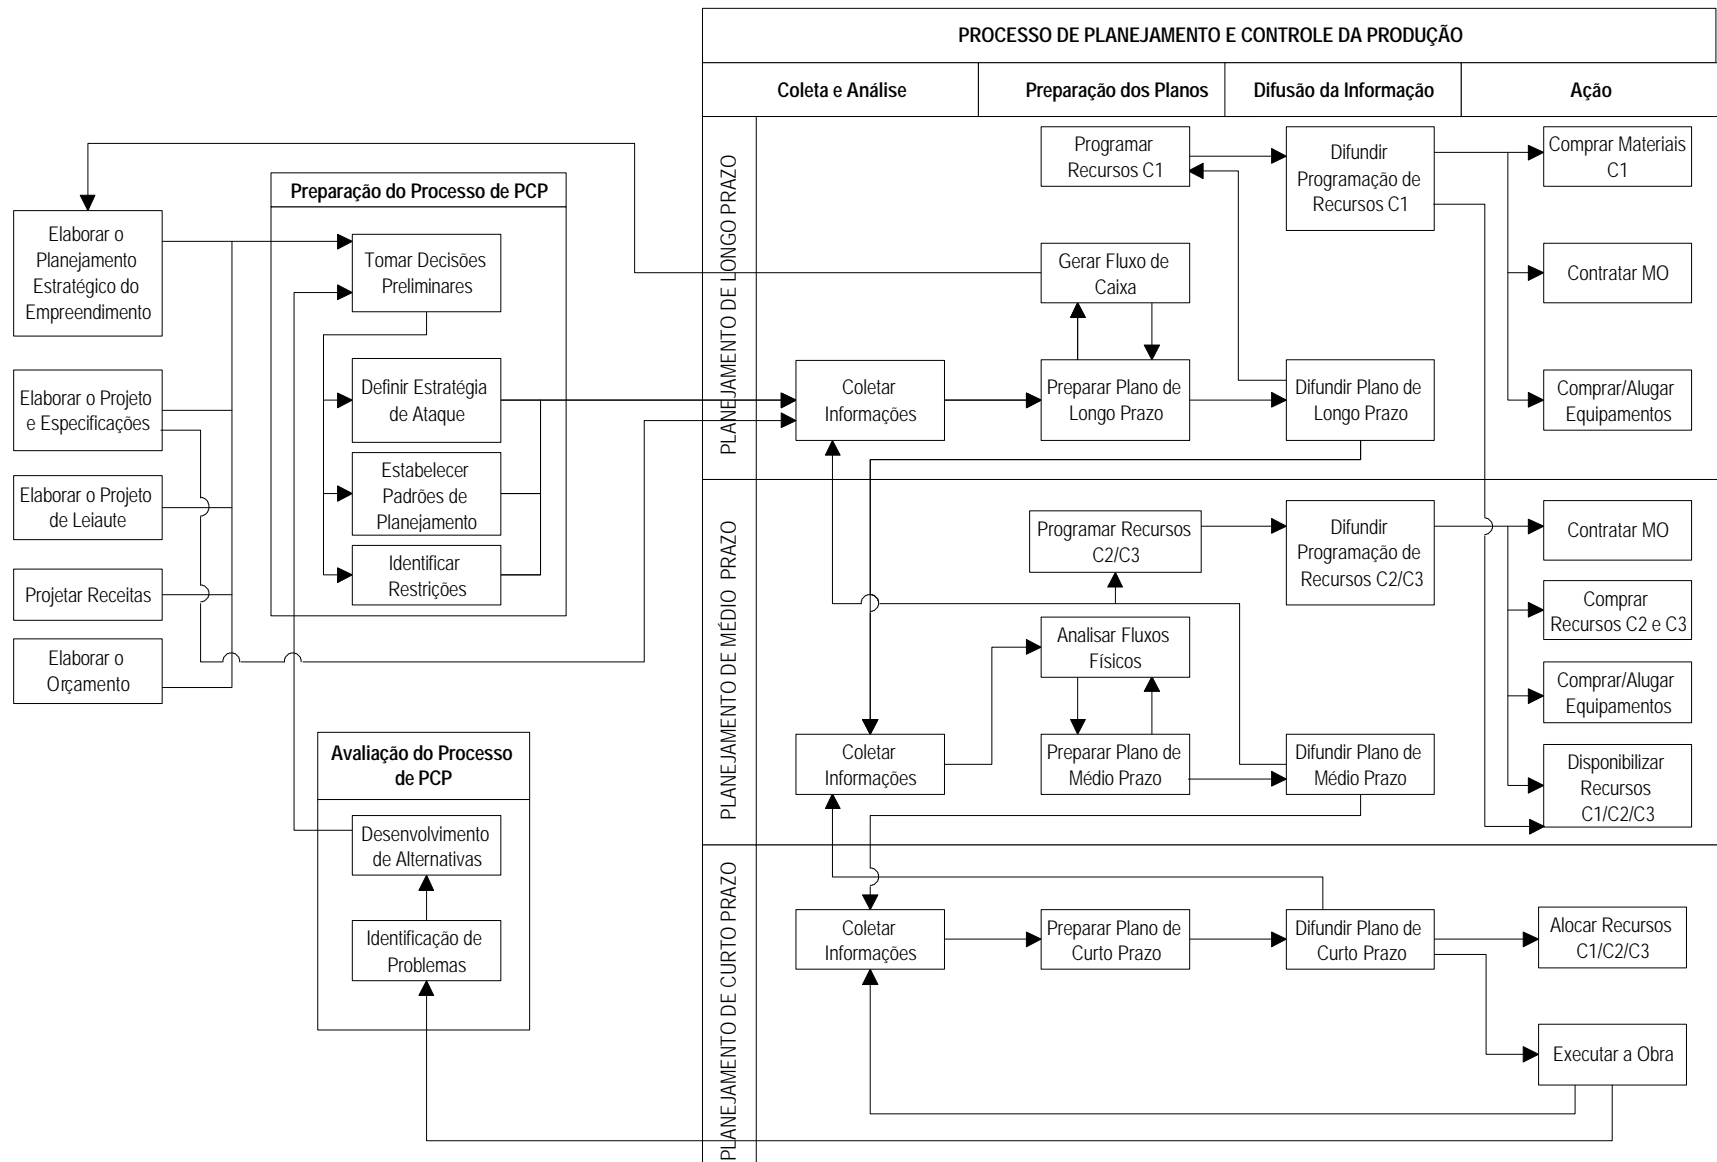 PROCESSO DE PLANEJAMENTO E CONTROLE DA PRODUÇÃO
Coleta e Análise
Preparação dos Planos
Difusão da Informação
Ação
Elaborar o
Planejamento
Estratégico do
Empreendimento
Elaborar o Projeto
e Especificações
Elaborar o Projeto
de Leiaute
Projetar Receitas
Elaborar o
Orçamento
Preparação do Processo de PCP
Tomar Decisões
Preliminares
Definir Estratégia
de Ataque
Estabelecer
Padrões de
Planejamento
Identificar
Restrições
Avaliação do Processo
de PCP
Desenvolvimento
de Alternativas
Identificação de
Problemas
PLANEJAMENTO DE LONGO PRAZO
Programar
Recursos C1
Difundir
Programação de
Recursos C1
Comprar Materiais
C1
Gerar Fluxo de
Caixa
Contratar MO
Coletar
Informações
Preparar Plano de
Longo Prazo
Difundir Plano de
Longo Prazo
Comprar/Alugar
Equipamentos
PLANEJAMENTO DE MÉDIO PRAZO
Programar Recursos
C2/C3
Difundir
Programação de
Recursos C2/C3
Contratar MO
Comprar
Recursos C2 e C3
Analisar Fluxos
Físicos
Comprar/Alugar
Equipamentos
Coletar
Informações
Preparar Plano de
Médio Prazo
Difundir Plano de
Médio Prazo
Disponibilizar
Recursos
C1/C2/C3
PLANEJAMENTO DE CURTO PRAZO
Coletar
Informações
Preparar Plano de
Curto Prazo
Difundir Plano de
Curto Prazo
Alocar Recursos
C1/C2/C3
Executar a Obra